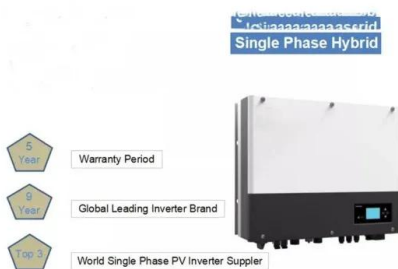 Single Phase Hybrid
5
Year
Warranty Period
9
Year
Global Leading Inverter Brand
Top 3
World Single Phase PV Inverter Suppler